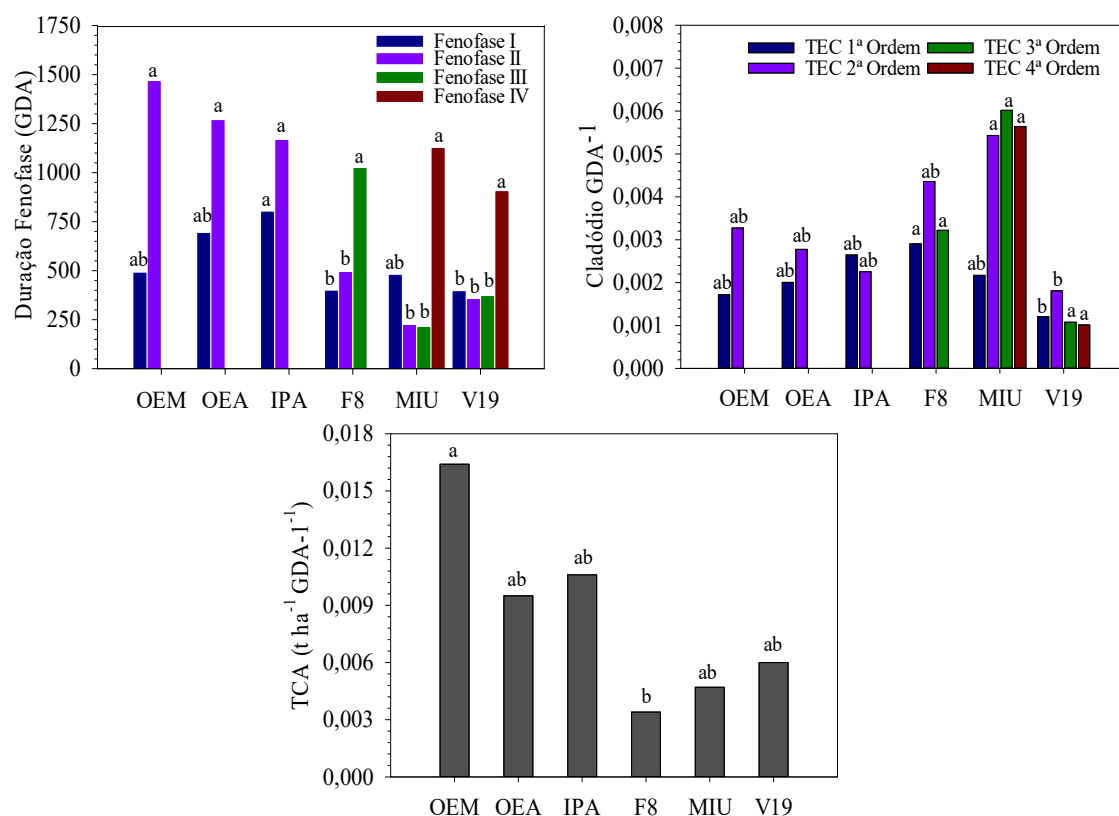 1750
1500
1250
1000
750
500
250
0
Duração Fenofase (GDA)
Fenofase I
Fenofase II
Fenofase III
Fenofase IV
ab a
ab a
a a
b b a
ab b b a
b b b a
OEM OEA IPA F8 MIU V19
0,008
0,007
0,006
0,005
0,004
0,003
0,002
0,001
0,000
Cladódio GDA-1
TEC 1ª Ordem TEC 3ª Ordem
TEC 2ª Ordem TEC 4ª Ordem
ab ab
ab ab
ab ab
a ab a
ab a a a
b b a a
OEM OEA IPA F8 MIU V19
0,018
0,015
0,012
0,009
0,006
0,003
0,000
TCA (t ha-1 GDA-1-1)
a ab ab b ab ab
OEM OEA IPA F8 MIU V19